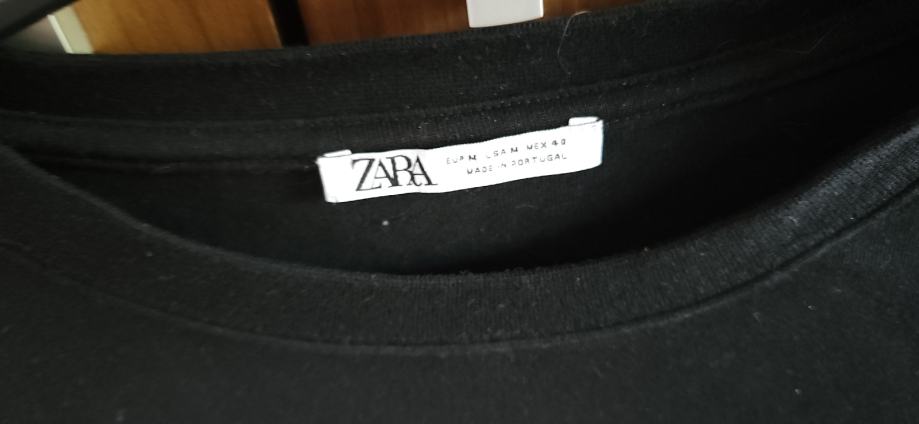 ZARA
EUR M USA M MEX 40
MADE IN PORTUGAL